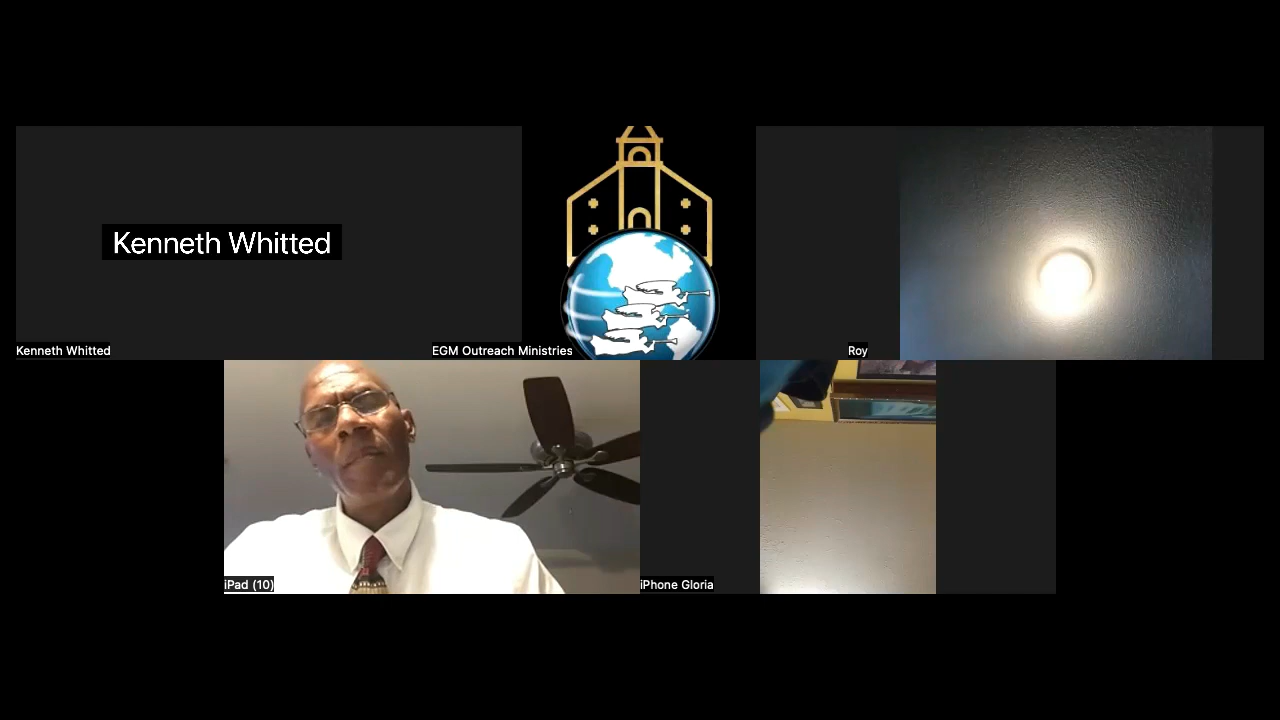 Kenneth Whitted
Kenneth Whitted
EGM Outreach Ministries
Roy
iPad (10)
iPhone Gloria